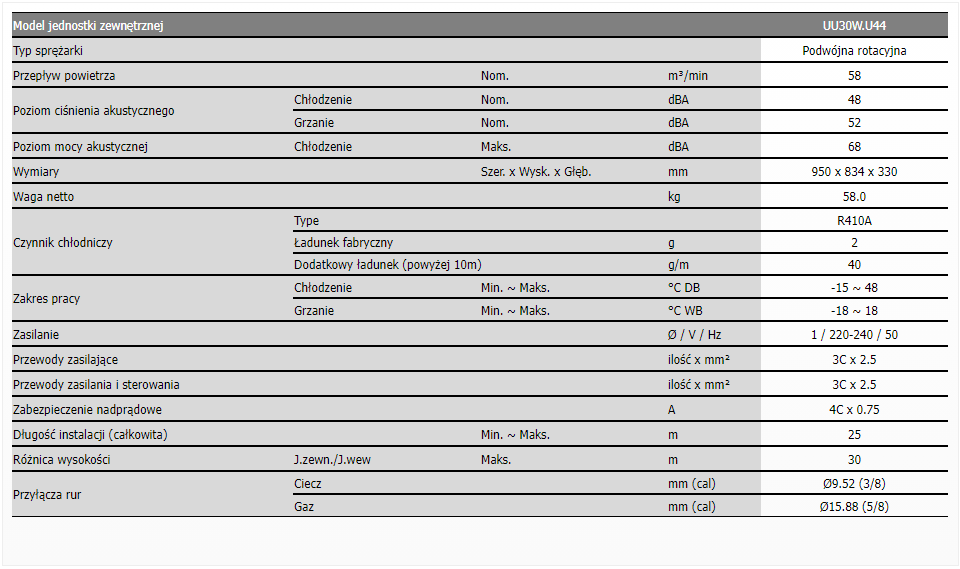 Model jednostki zewnętrznej UU30W.U44
Typ sprężarki Podwójna rotacyjna
Przepływ powietrza Nom. m³/min 58
Poziom ciśnienia akustycznego Chłodzenie Nom. dBA 48
Grzanie Nom. dBA 52
Poziom mocy akustycznej Chłodzenie Maks. dBA 68
Wymiary Szer. x Wysk. x Głęb. mm 950 x 834 x 330
Waga netto kg 58.0
Czynnik chłodniczy Type R410A
Ładunek fabryczny g 2
Dodatkowy ładunek (powyżej 10m) g/m 40
Zakres pracy Chłodzenie Min. ~ Maks. °C DB -15 ~ 48
Grzanie Min. ~ Maks. °C WB -18 ~ 18
Zasilanie Ø / V / Hz 1 / 220-240 / 50
Przewody zasilające ilość x mm² 3C x 2.5
Przewody zasilania i sterowania ilość x mm² 3C x 2.5
Zabezpieczenie nadprądowe A 4C x 0.75
Długość instalacji (całkowita) Min. ~ Maks. m 25
Różnica wysokości J.zewn./J.wew Maks. m 30
Przyłącza rur Ciecz mm (cal) Ø9.52 (3/8)
Gaz mm (cal) Ø15.88 (5/8)